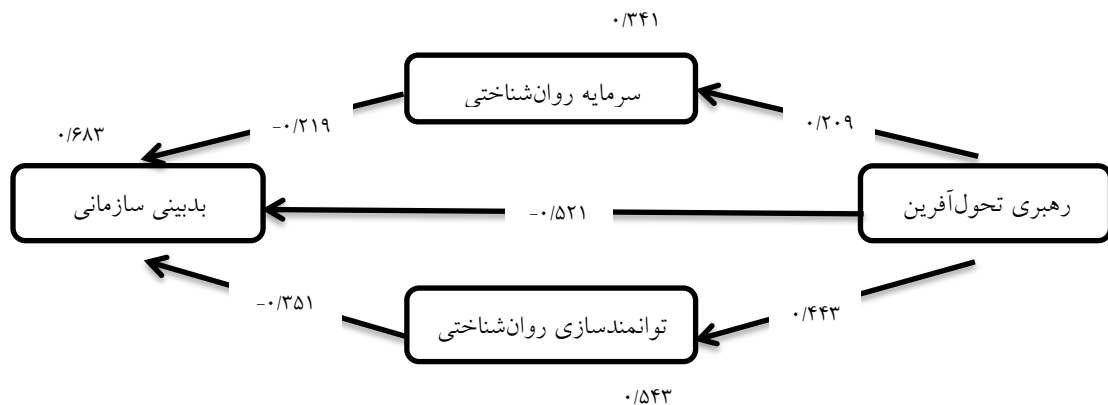 ۰/۳۴۱
سرمایه روان‌شناختی
۰/۲۰۹
-۰/۲۱۹
۰/۶۸۳
رهبری تحول‌آفرین
-۰/۵۲۱
بدبینی سازمانی
۰/۴۴۳
-۰/۳۵۱
توانمندسازی روان‌شناختی
۰/۵۴۳